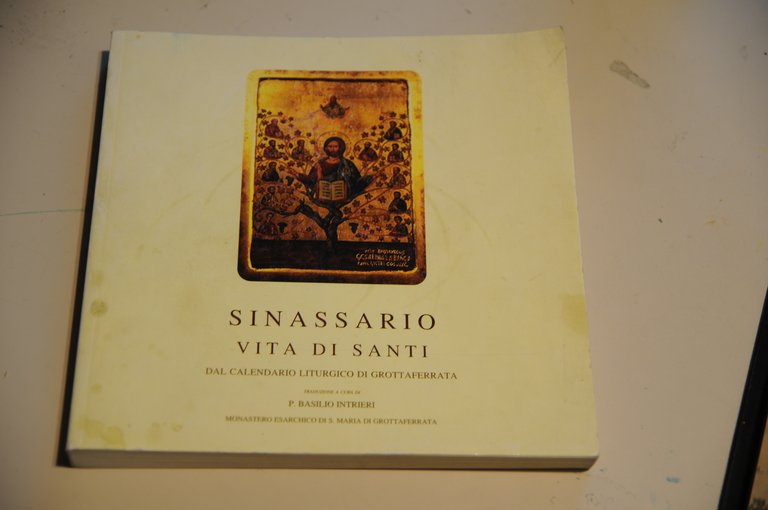 SINASSARIO
VITA DI SANTI
DAL CALENDARIO LITURGICO DI GROTTAFERRATA
TRADUZIONE A CURA DI
P. BASILIO INTRIERI
MONASTERO ESARCHICO DI S. MARIA DI GROTTAFERRATA